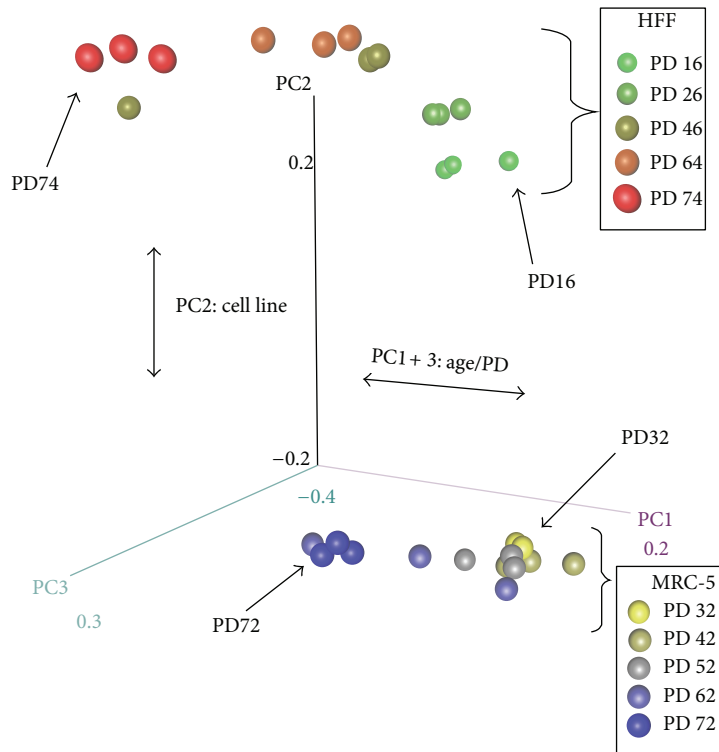 HFF
PD 16
PD 26
PD 46
PD 64
PD 74
PC2
0.2
PD74
PD16
PC2: cell line
PC1 + 3: age/PD
PD32
−0.2
−0.4
PC1
0.2
PC3
0.3
PD72
MRC-5
PD 32
PD 42
PD 52
PD 62
PD 72